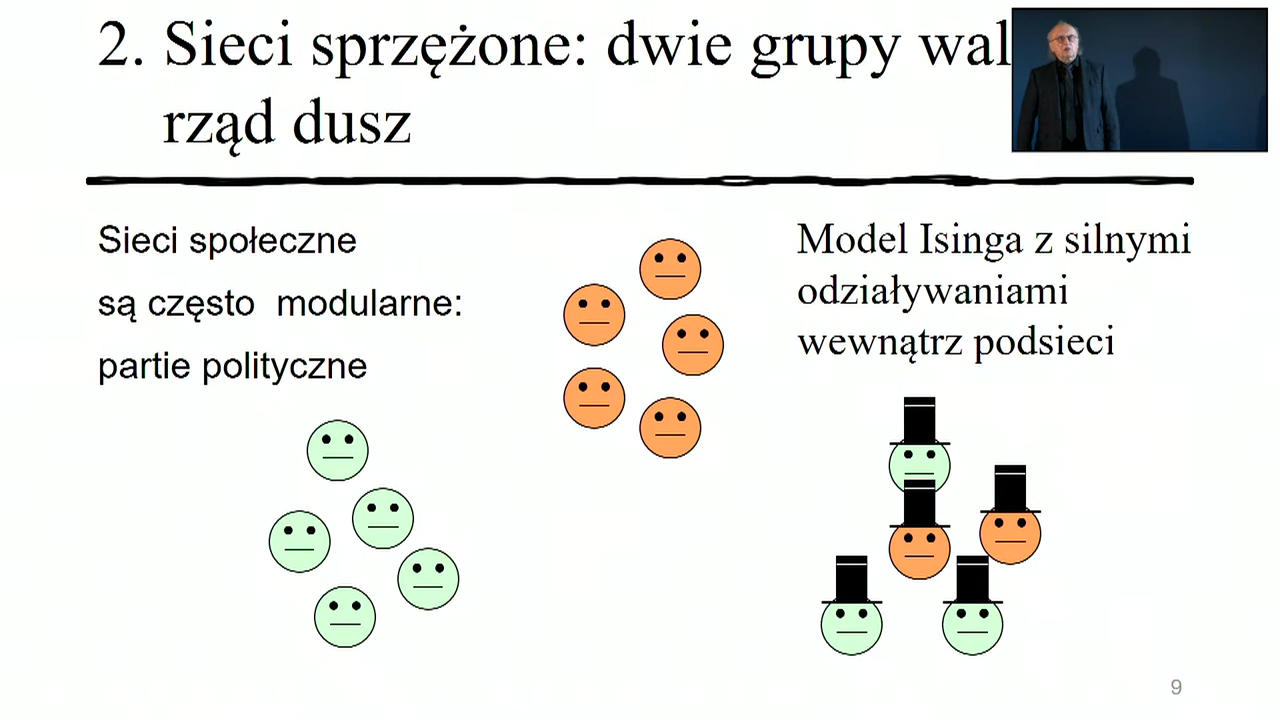 2. Sieci sprzężone: dwie grupy wal
rząd dusz
Sieci społeczne
są często modularne:
partie polityczne
Model Isinga z silnymi
odziaływaniami
wewnątrz podsieci
9